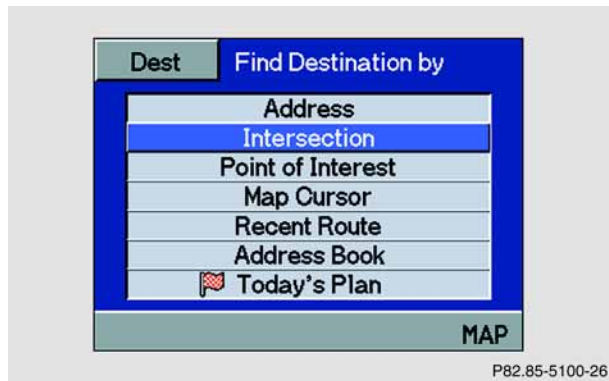 Dest Find Destination by
Address
Intersection
Point of Interest
Map Cursor
Recent Route
Address Book
Today's Plan
MAP
P82.85-5100-26